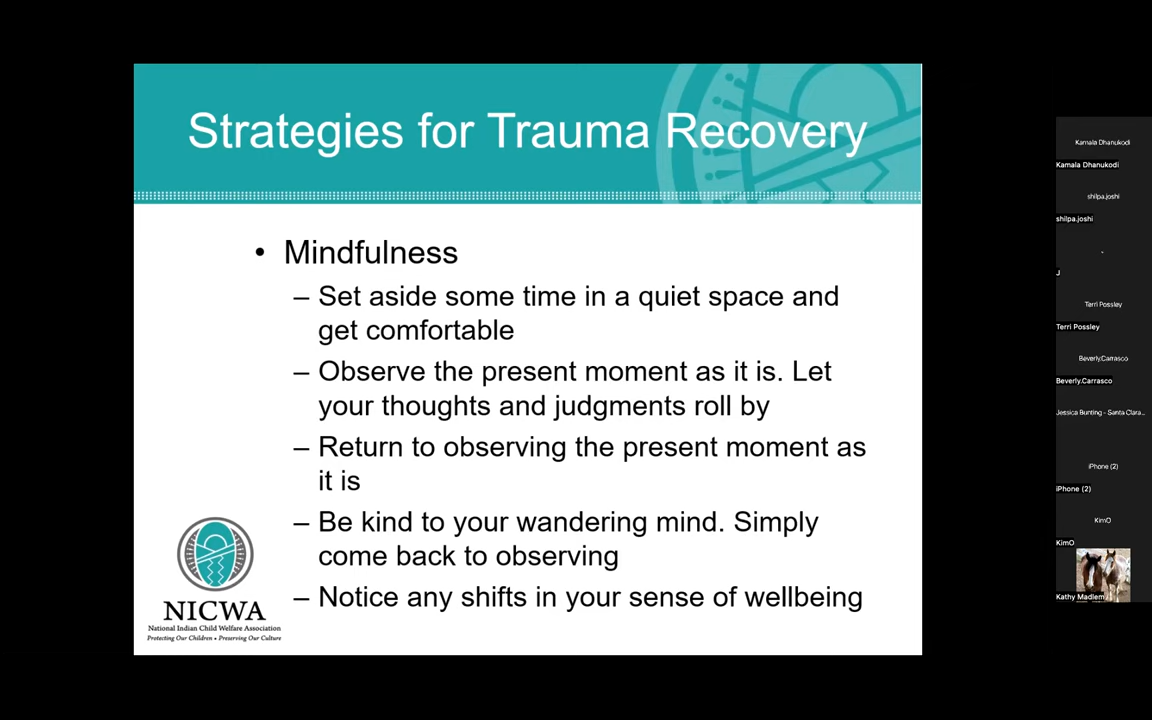 Strategies for Trauma Recovery
• Mindfulness
– Set aside some time in a quiet space and
get comfortable
– Observe the present moment as it is. Let
your thoughts and judgments roll by
– Return to observing the present moment as
it is
– Be kind to your wandering mind. Simply
come back to observing
– Notice any shifts in your sense of wellbeing
NICWA
National Indian Child Welfare Association
Protecting Our Children • Preserving Our Culture
Kamala Dhanukodi
Kamala Dhanukodi
shilpa.joshi
shilpa.joshi
J
Terri Possley
Terri Possley
Beverly.Carrasco
Beverly.Carrasco
Jessica Bunting - Santa Clara...
iPhone (2)
iPhone (2)
KimO
KimO
Kathy Madlem